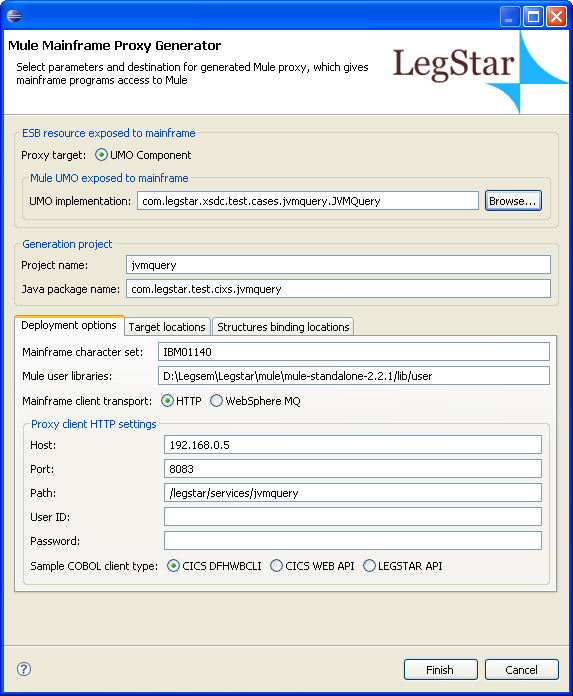 Mule Mainframe Proxy Generator
Select parameters and destination for generated Mule proxy, which gives
mainframe programs access to Mule
LegStar
ESB resource exposed to mainframe
Proxy target: UMO Component
Mule UMO exposed to mainframe
UMO implementation: com.legstar.xsdc.test.cases.jvmquery.JVMQuery Browse...
Generation project
Project name: jvmquery
Java package name: com.legstar.test.cixs.jvmquery
Deployment options Target locations Structures binding locations
Mainframe character set: IBM01140
Mule user libraries: D:\Legsem\Legstar\mule\mule-standalone-2.2.1/lib/user
Mainframe client transport: HTTP WebSphere MQ
Proxy client HTTP settings
Host: 192.168.0.5
Port: 8083
Path: /legstar/services/jvmquery
User ID:
Password:
Sample COBOL client type: CICS DFHWBCLI CICS WEB API LEGSTAR API
? Finish Cancel